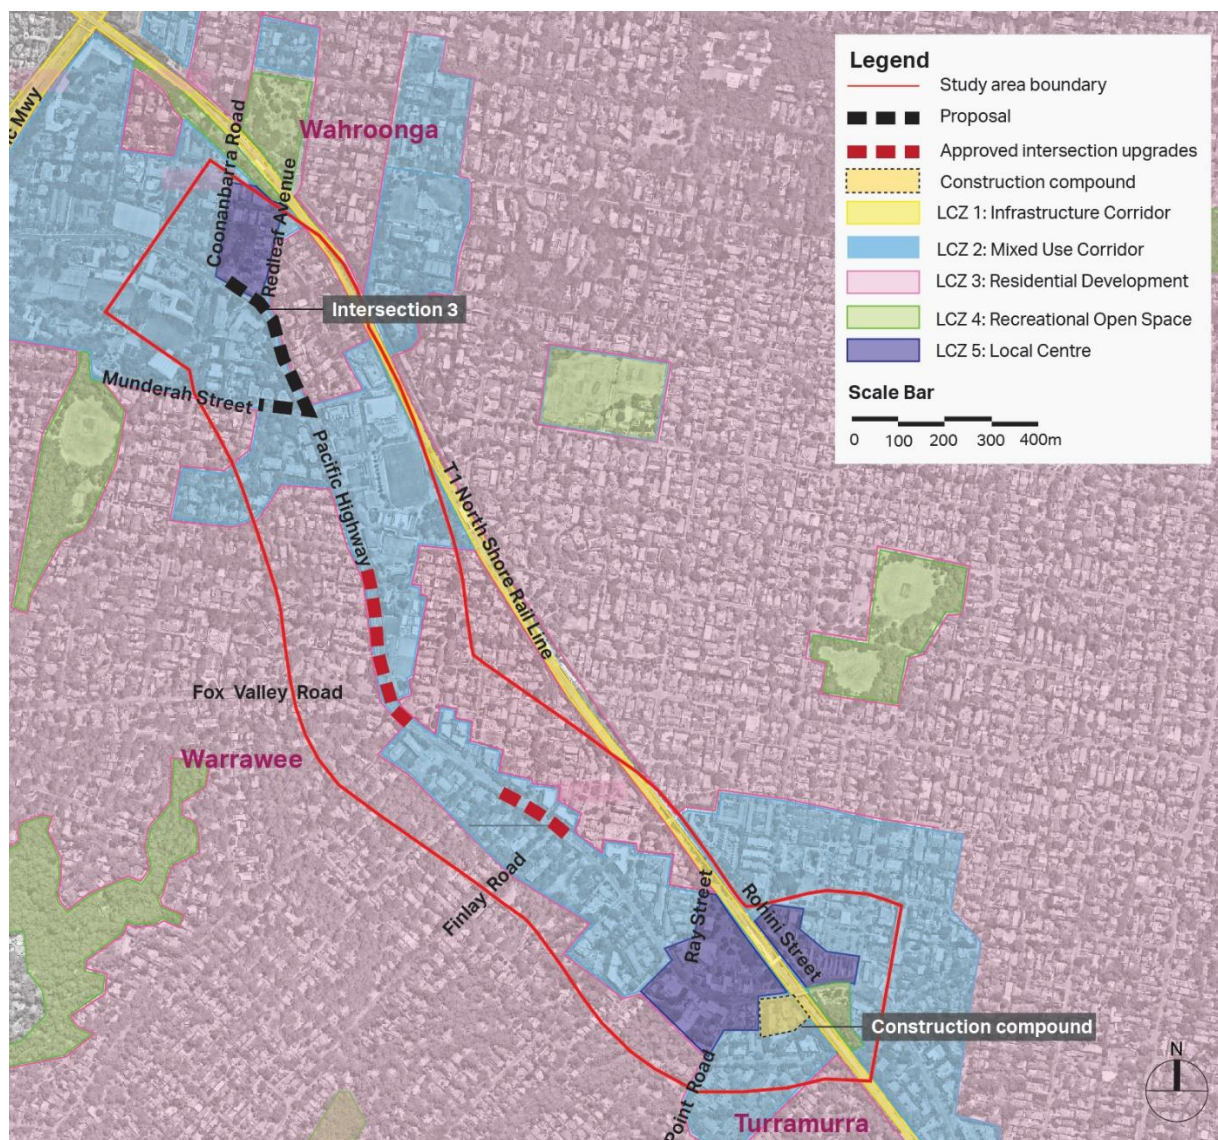 ic Mwy
Wahroonga
Coonanbarra Road
Redleaf Avenue
Intersection 3
Munderah Street
Pacific Highway
T1 North Shore Rail Line
Fox Valley Road
Warrawee
Finlay Road
Ray Street
Rohini Street
Construction compound
Point Road
Turramurra
Legend
Study area boundary
Proposal
Approved intersection upgrades
Construction compound
LCZ 1: Infrastructure Corridor
LCZ 2: Mixed Use Corridor
LCZ 3: Residential Development
LCZ 4: Recreational Open Space
LCZ 5: Local Centre
Scale Bar
0 100 200 300 400m
N